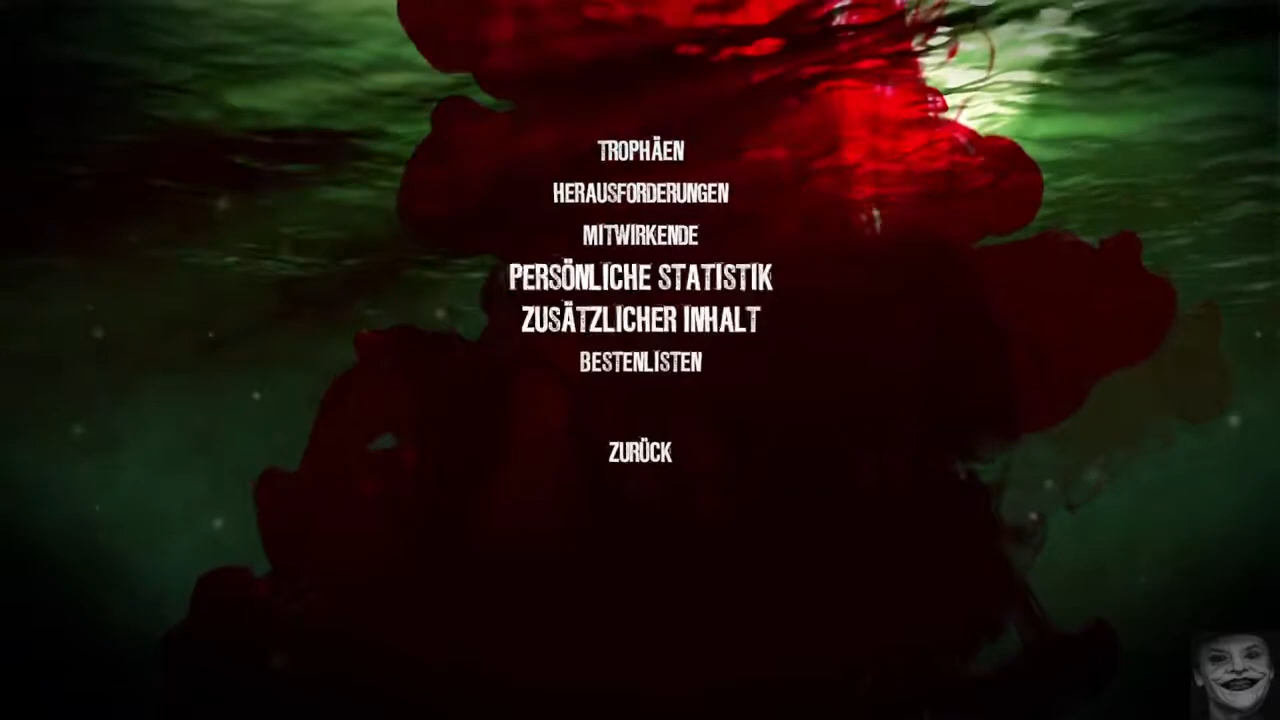 TROPHÄEN
HERAUSFORDERUNGEN
MITWIRKENDE
PERSÖNLICHE STATISTIK
ZUSÄTZLICHER INHALT
BESTENLISTEN
ZURÜCK